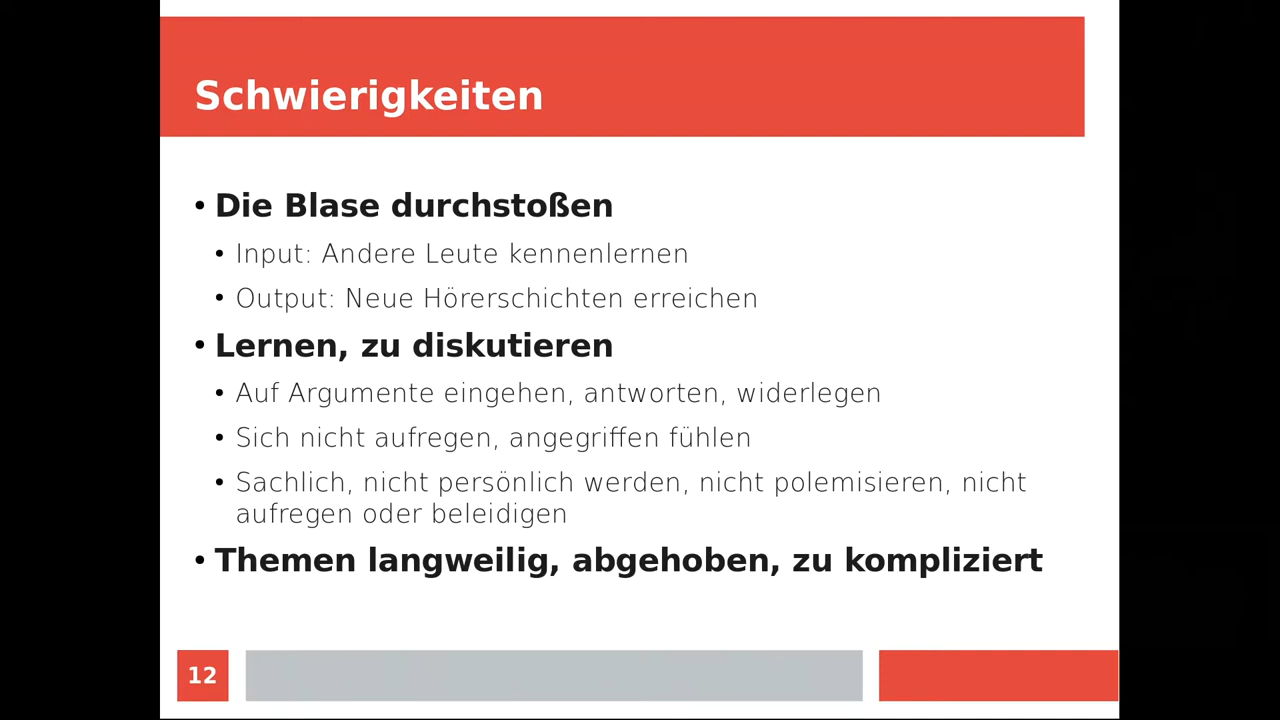 Schwierigkeiten
• Die Blase durchstoßen
• Input: Andere Leute kennenlernen
• Output: Neue Hörerschichten erreichen
• Lernen, zu diskutieren
• Auf Argumente eingehen, antworten, widerlegen
• Sich nicht aufregen, angegriffen fühlen
• Sachlich, nicht persönlich werden, nicht polemisieren, nicht
aufregen oder beleidigen
• Themen langweilig, abgehoben, zu kompliziert
12